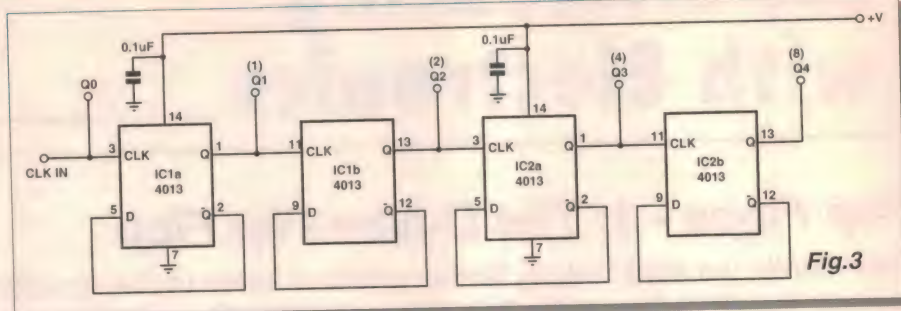 +V
0.1uF
0.1uF
(1)
(2)
(4)
(8)
Q0
Q1
Q2
Q3
Q4
14
14
CLK IN
3
CLK
Q
1
11
CLK
Q
13
3
CLK
Q
1
11
CLK
Q
13
IC1a
4013
IC1b
4013
IC2a
4013
IC2b
4013
5
D
Q̅
2
9
D
Q̅
12
5
D
Q̅
2
9
D
Q̅
12
7
7
Fig.3